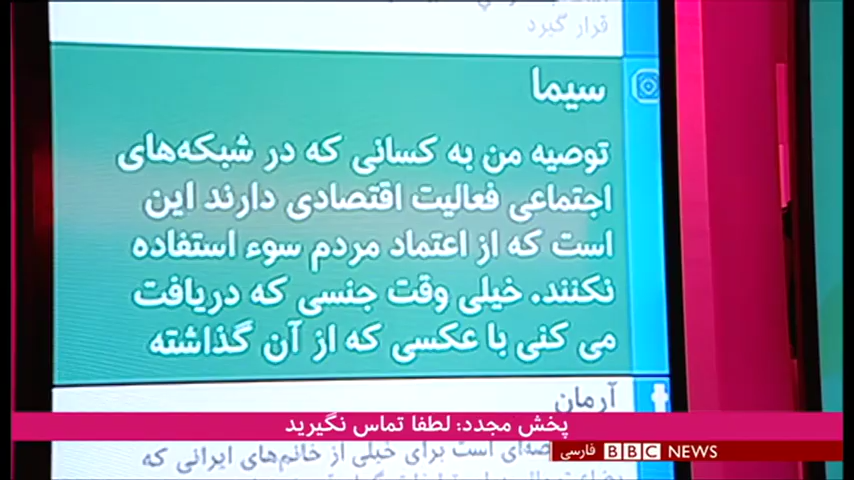 قرار گیرد
سیما
توصیه من به کسانی که در شبکه‌های
اجتماعی فعالیت اقتصادی دارند این
است که از اعتماد مردم سوء استفاده
نکنند. خیلی وقت جنسی که دریافت
می کنی با عکسی که از آن گذاشته
آرمان
پخش مجدد: لطفا تماس نگیرید
است برای خیلی از خانم‌های ایرانی که
BBC NEWS فارسی